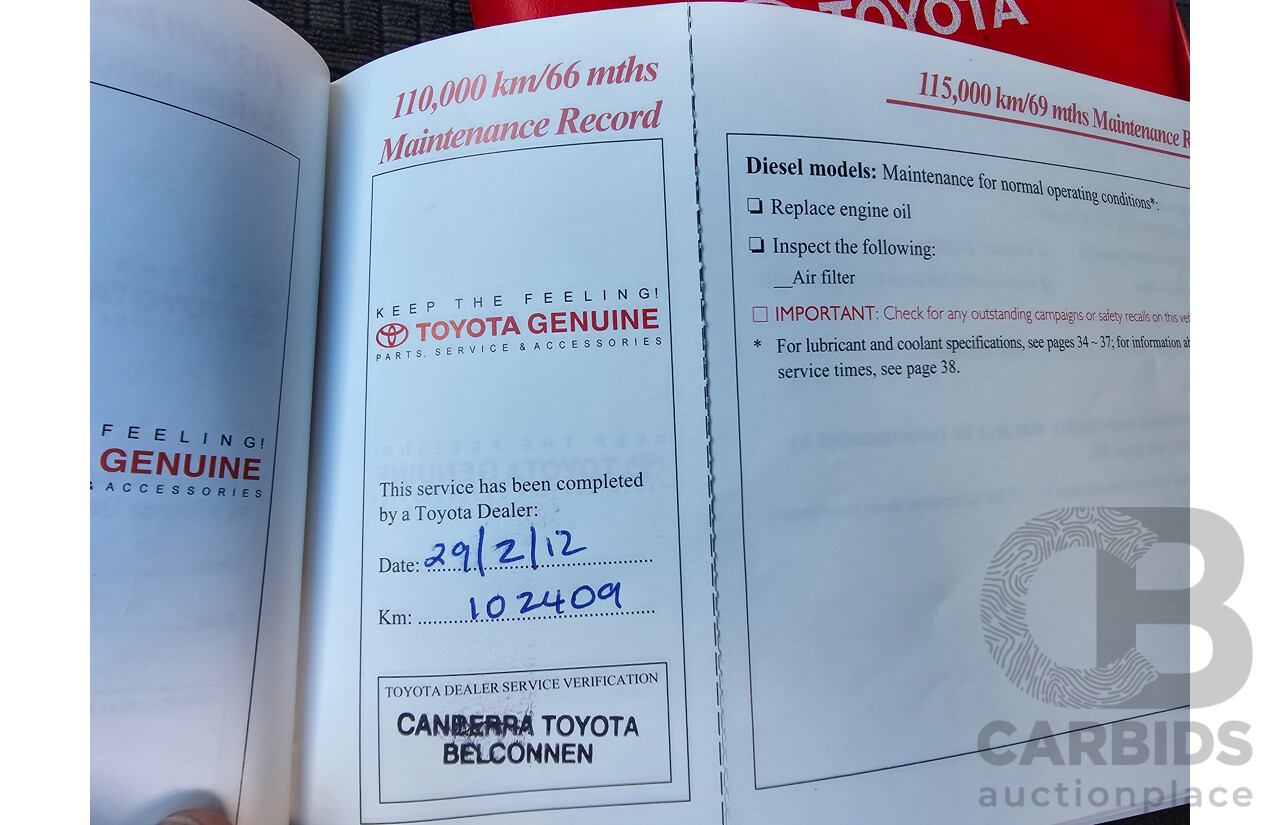 TOYOTA
FEELING!
GENUINE
& ACCESSORIES
110,000 km/66 mths
Maintenance Record
KEEP THE FEELING!
TOYOTA GENUINE
PARTS, SERVICE & ACCESSORIES
This service has been completed
by a Toyota Dealer:
Date: 29/2/12
Km: 102409
TOYOTA DEALER SERVICE VERIFICATION
CANBERRA TOYOTA
BELCONNEN
115,000 km/69 mths Maintenance R
Diesel models: Maintenance for normal operating conditions*:
❏ Replace engine oil
❏ Inspect the following:
__Air filter
☐ IMPORTANT: Check for any outstanding campaigns or safety recalls on this veh
* For lubricant and coolant specifications, see pages 34 ~ 37; for information a
service times, see page 38.
CB
CARBIDS
auctionplace